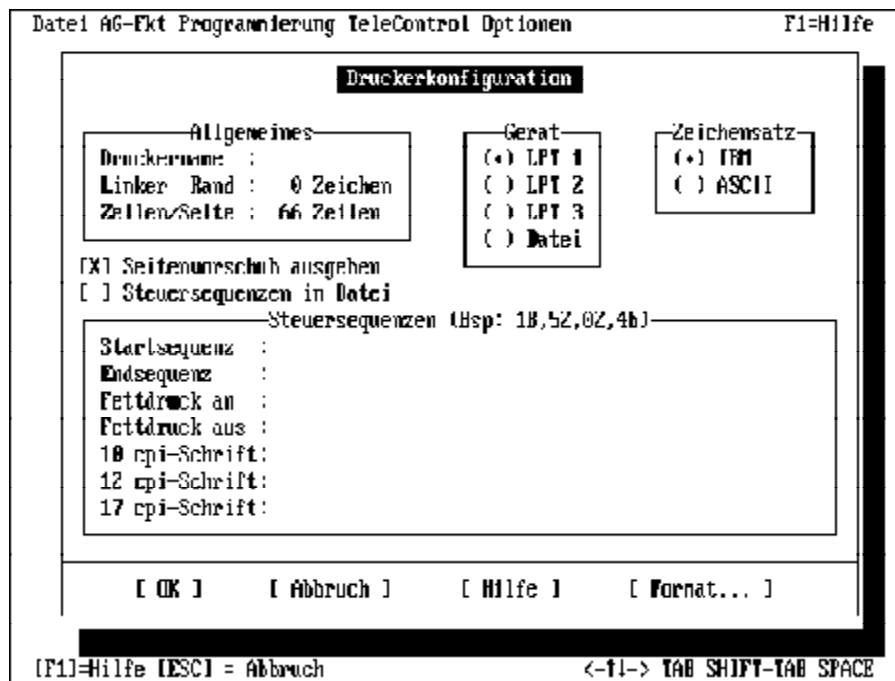 Datei AG-Fkt Programmierung TeleControl Optionen F1=Hilfe
Druckerkonfiguration
Allgemeines
Druckername :
Linker Rand : 0 Zeichen
Zeilen/Seite : 66 Zeilen
Gerät
(•) LPT 1
( ) LPT 2
( ) LPT 3
( ) Datei
Zeichensatz
(•) IBM
( ) ASCII
[X] Seitenvorschub ausgeben
[ ] Steuersequenzen in Datei
Steuersequenzen (Bsp: 1B,52,02,4b)
Startsequenz :
Endsequenz :
Fettdruck an :
Fettdruck aus :
10 cpi-Schrift:
12 cpi-Schrift:
17 cpi-Schrift:
[ OK ] [ Abbruch ] [ Hilfe ] [ Format... ]
[F1]=Hilfe [ESC] = Abbruch <-↑↓-> TAB SHIFT-TAB SPACE